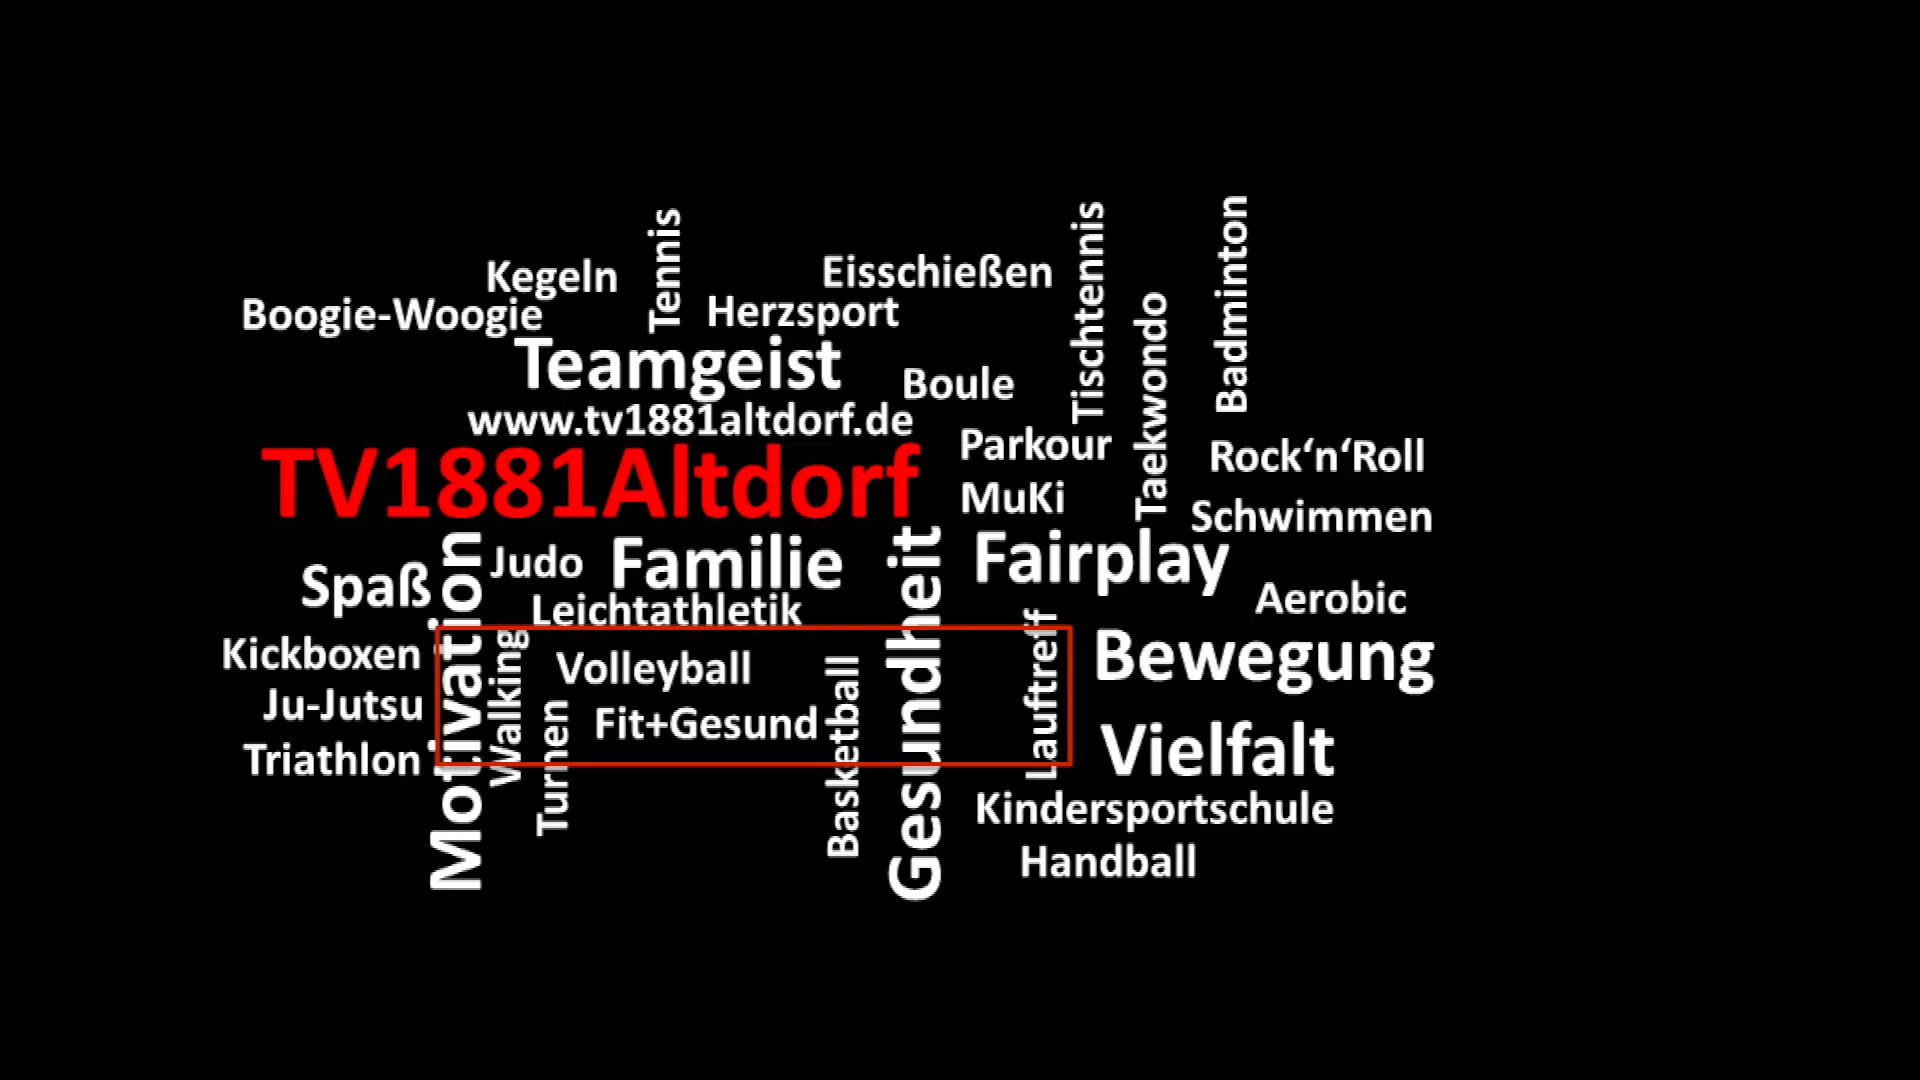 Tennis
Tischtennis
Badminton
Kegeln
Eisschießen
Boogie-Woogie
Herzsport
Taekwondo
Teamgeist
Boule
www.tv1881altdorf.de
Parkour
Rock‘n‘Roll
TV1881Altdorf
MuKi
Schwimmen
Motivation
Judo
Familie
Gesundheit
Fairplay
Spaß
Leichtathletik
Aerobic
Kickboxen
Walking
Volleyball
Basketball
Lauftreff
Bewegung
Ju-Jutsu
Turnen
Fit+Gesund
Vielfalt
Triathlon
Kindersportschule
Handball